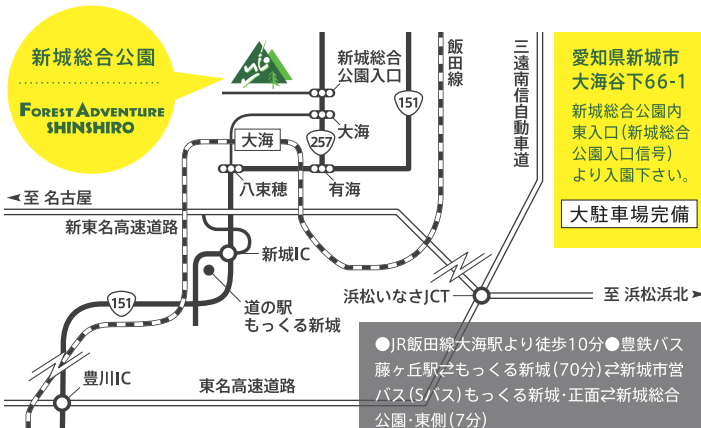 新城総合公園
FOREST ADVENTURE
SHINSHIRO
新城総合
公園入口
飯田線
三遠南信自動車道
151
大海
大海
257
八束穂
有海
愛知県新城市
大海谷下66-1
新城総合公園内
東入口(新城総合
公園入口信号)
より入園下さい。
大駐車場完備
◄至 名古屋
新東名高速道路
新城IC
道の駅
もっくる新城
浜松いなさJCT
至 浜松浜北►
151
豊川IC
東名高速道路
●JR飯田線大海駅より徒歩10分●豊鉄バス
藤ヶ丘駅⇄もっくる新城(70分)⇄新城市営
バス(Sバス)もっくる新城・正面⇄新城総合
公園・東側(7分)